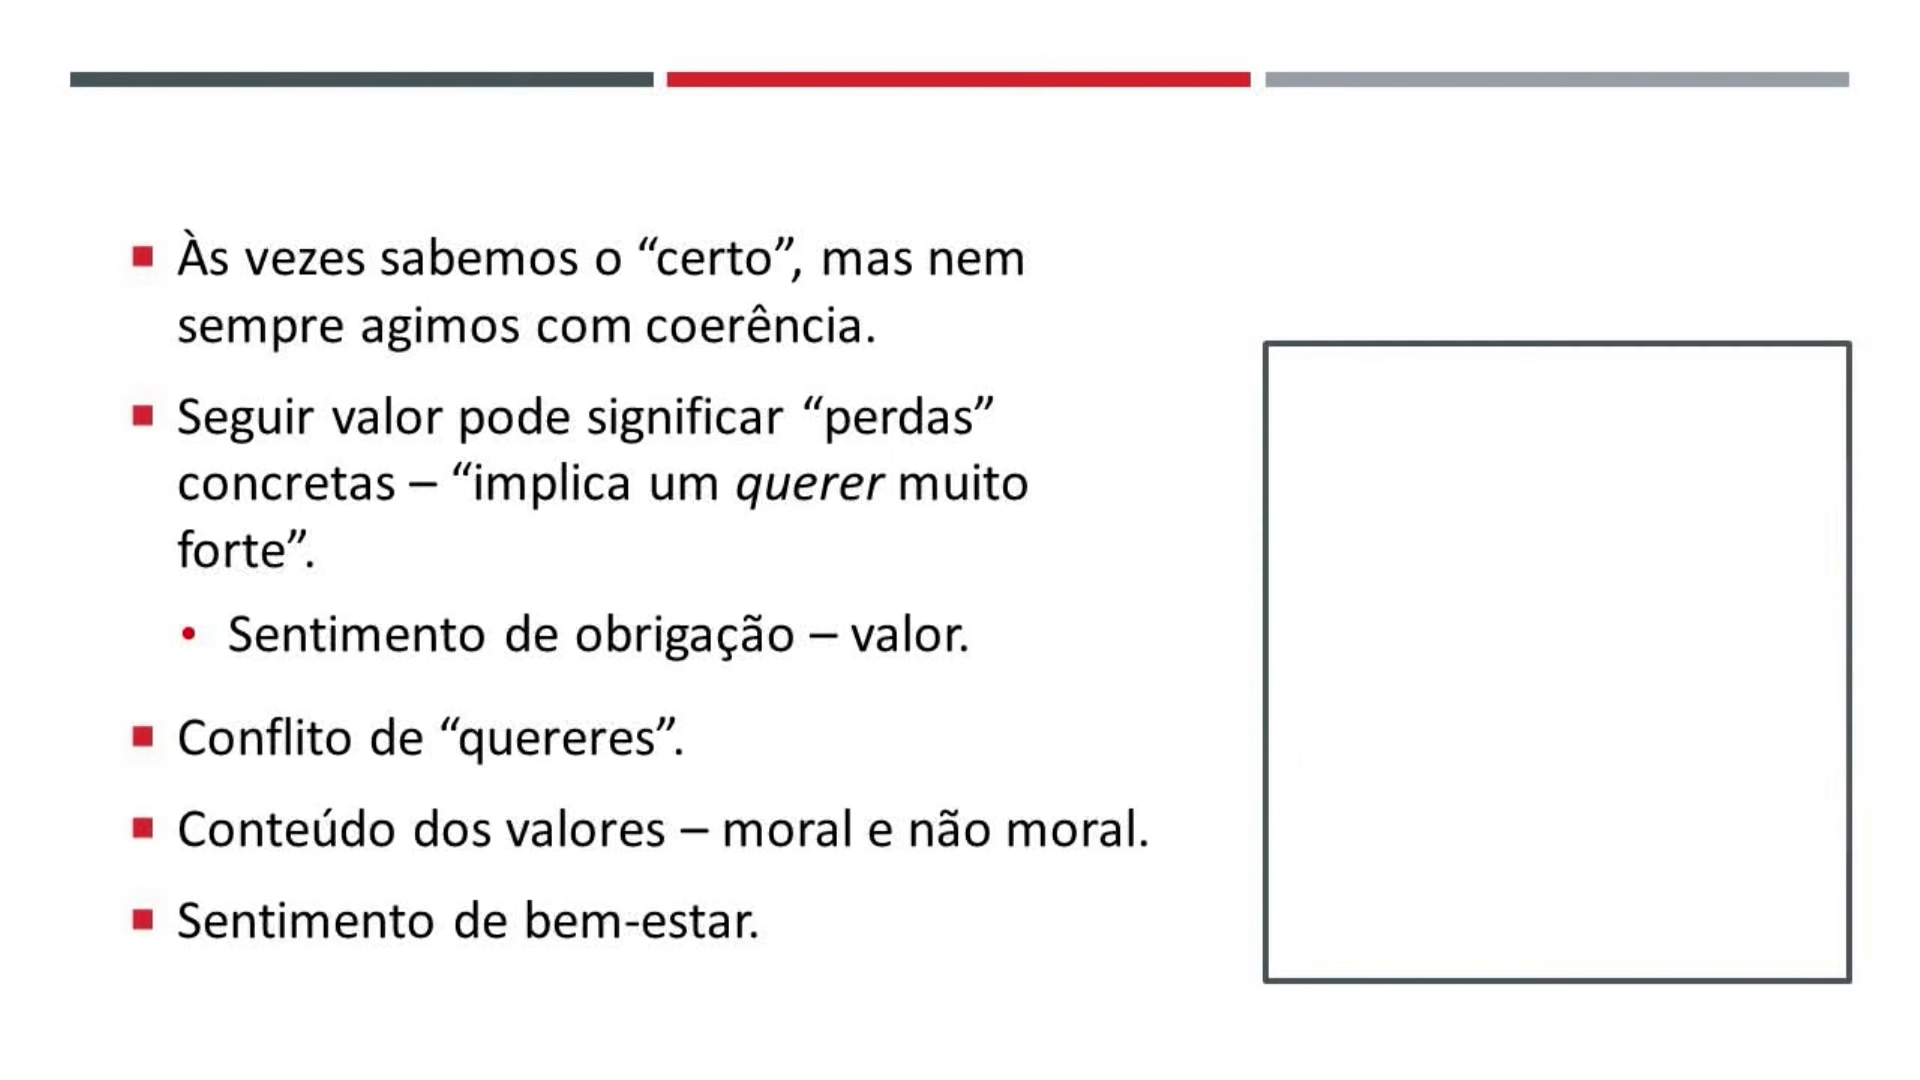 Às vezes sabemos o “certo”, mas nem
sempre agimos com coerência.
Seguir valor pode significar “perdas”
concretas – “implica um querer muito
forte”.
Sentimento de obrigação – valor.
Conflito de “quereres”.
Conteúdo dos valores – moral e não moral.
Sentimento de bem-estar.